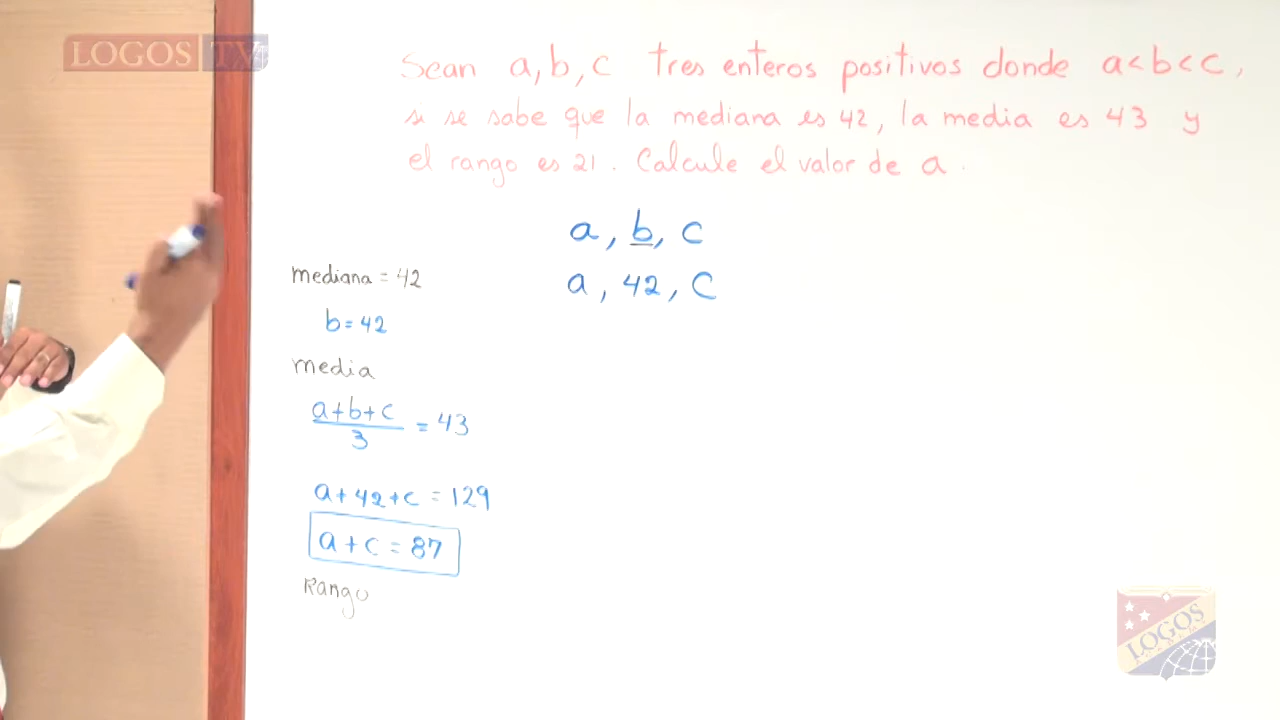 LOGOS TV
Sean a, b, c tres enteros positivos donde a < b < c,
si se sabe que la mediana es 42, la media es 43 y
el rango es 21. Calcule el valor de a.
a, b, c
a, 42, c
mediana = 42
b = 42
media
a+b+c
3
= 43
a + 42 + c = 129
a + c = 87
Rango
LOGOS